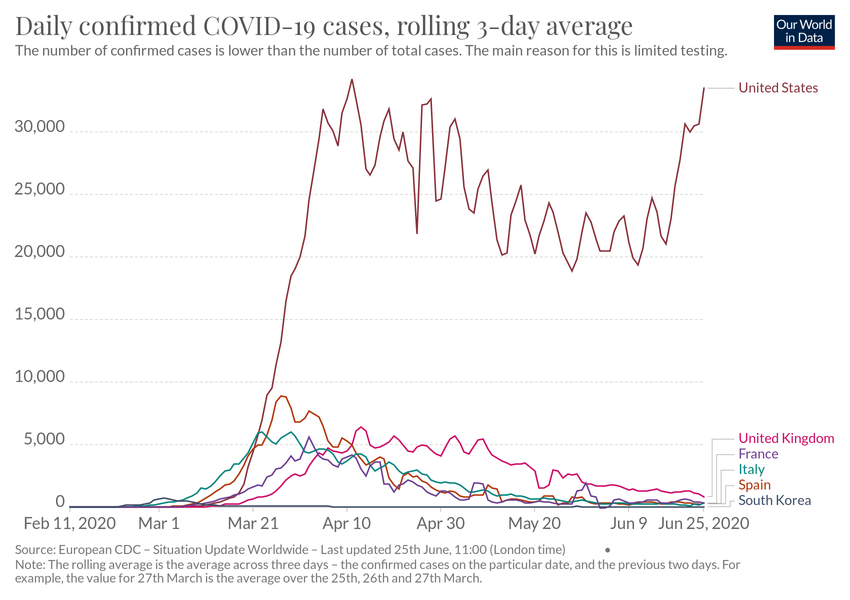 Daily confirmed COVID-19 cases, rolling 3-day average
The number of confirmed cases is lower than the number of total cases. The main reason for this is limited testing.
Our World
in Data
United States
30,000
25,000
20,000
15,000
10,000
5,000
0
United Kingdom
France
Italy
Spain
South Korea
Feb 11, 2020 Mar 1 Mar 21 Apr 10 Apr 30 May 20 Jun 9 Jun 25, 2020
Source: European CDC – Situation Update Worldwide – Last updated 25th June, 11:00 (London time)
Note: The rolling average is the average across three days – the confirmed cases on the particular date, and the previous two days. For
example, the value for 27th March is the average over the 25th, 26th and 27th March.